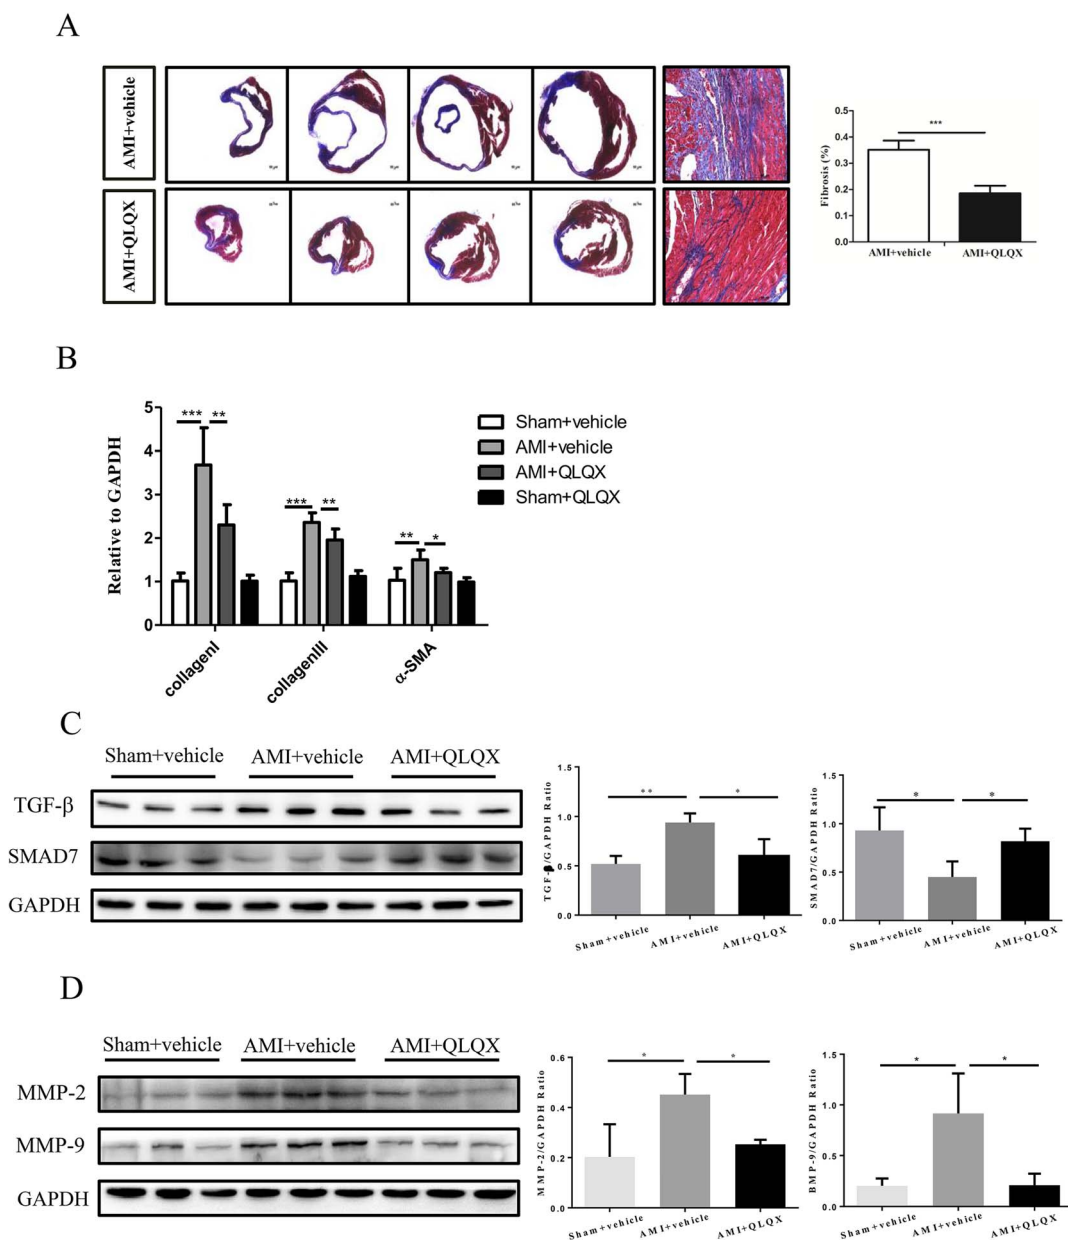 A
AMI+vehicle
AMI+QLQX
Fibrosis (%)
0.5
0.4
0.3
0.2
0.1
0.0
***
AMI+vehicle
AMI+QLQX
B
Relative to GAPDH
5
4
3
2
1
0
*** **
*** **
** *
collagenI
collagenIII
α-SMA
Sham+vehicle
AMI+vehicle
AMI+QLQX
Sham+QLQX
C
Sham+vehicle AMI+vehicle AMI+QLQX
TGF-β
SMAD7
GAPDH
TGF-β/GAPDH Ratio
1.5
1.0
0.5
0.0
** *
Sham+vehicle AMI+vehicle AMI+QLQX
SMAD7/GAPDH Ratio
1.5
1.0
0.5
0.0
* *
Sham+vehicle AMI+vehicle AMI+QLQX
D
Sham+vehicle AMI+vehicle AMI+QLQX
MMP-2
MMP-9
GAPDH
MMP-2/GAPDH Ratio
0.6
0.4
0.2
0.0
* *
Sham+vehicle AMI+vehicle AMI+QLQX
BMP-9/GAPDH Ratio
1.5
1.0
0.5
0.0
* *
Sham+vehicle AMI+vehicle AMI+QLQX